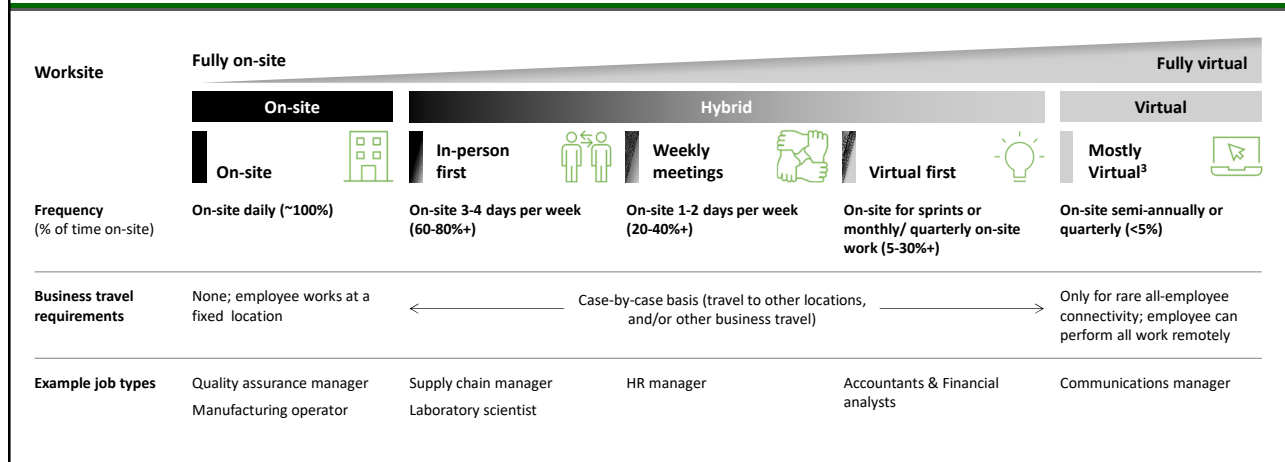 Worksite
Fully on-site
Fully virtual
On-site
Hybrid
Virtual
On-site
In-person
first
Weekly
meetings
Virtual first
Mostly
Virtual³
Frequency
(% of time on-site)
On-site daily (~100%)
On-site 3-4 days per week
(60-80%+)
On-site 1-2 days per week
(20-40%+)
On-site for sprints or
monthly/ quarterly on-site
work (5-30%+)
On-site semi-annually or
quarterly (<5%)
Business travel
requirements
None; employee works at a
fixed location
Case-by-case basis (travel to other locations,
and/or other business travel)
Only for rare all-employee
connectivity; employee can
perform all work remotely
Example job types
Quality assurance manager
Manufacturing operator
Supply chain manager
Laboratory scientist
HR manager
Accountants & Financial
analysts
Communications manager